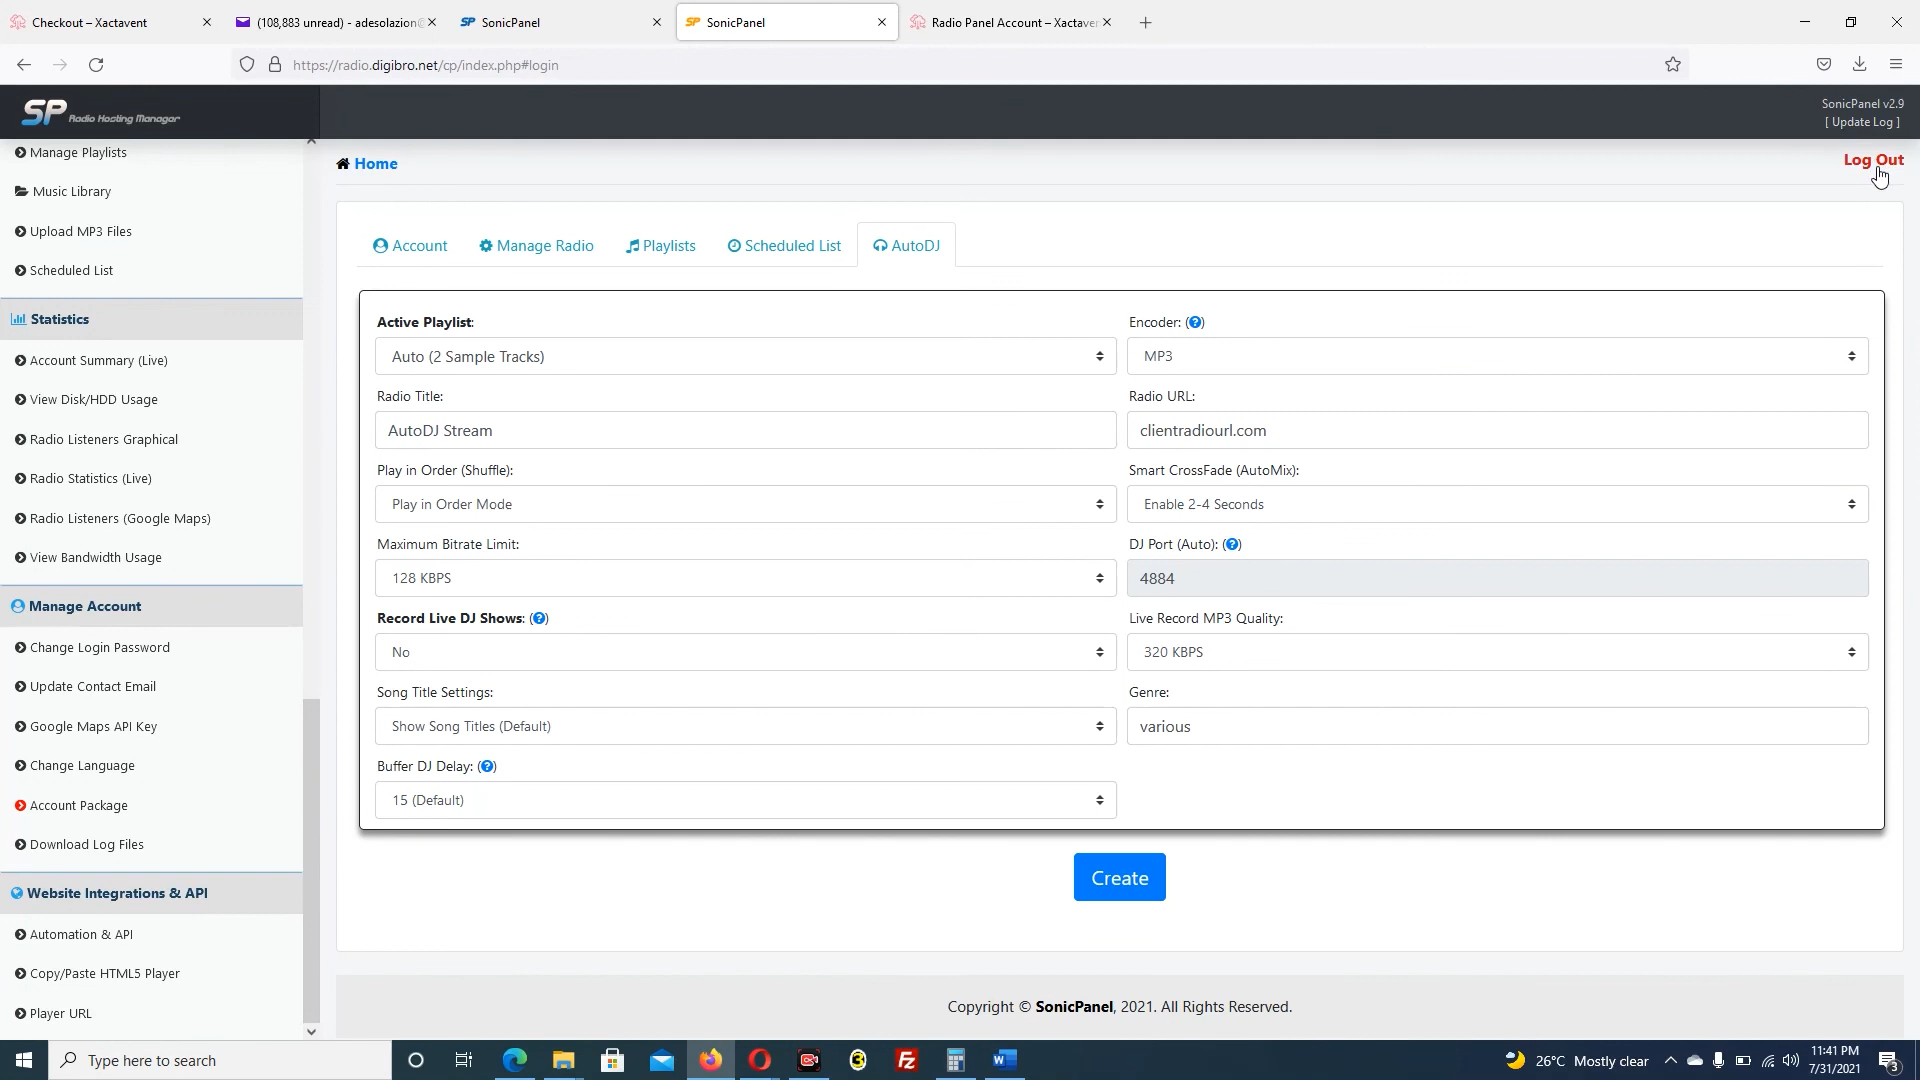 Checkout – Xactavent
(108,883 unread) - adesolazion@
SonicPanel
SonicPanel
Radio Panel Account – Xactaven
https://radio.digibro.net/cp/index.php#login
SP Radio Hosting Manager
SonicPanel v2.9
[ Update Log ]
Manage Playlists
Music Library
Upload MP3 Files
Scheduled List
Statistics
Account Summary (Live)
View Disk/HDD Usage
Radio Listeners Graphical
Radio Statistics (Live)
Radio Listeners (Google Maps)
View Bandwidth Usage
Manage Account
Change Login Password
Update Contact Email
Google Maps API Key
Change Language
Account Package
Download Log Files
Website Integrations & API
Automation & API
Copy/Paste HTML5 Player
Player URL
Home
Log Out
Account Manage Radio Playlists Scheduled List AutoDJ
Active Playlist:
Auto (2 Sample Tracks)
Encoder: (?)
MP3
Radio Title:
AutoDJ Stream
Radio URL:
clientradiourl.com
Play in Order (Shuffle):
Play in Order Mode
Smart CrossFade (AutoMix):
Enable 2-4 Seconds
Maximum Bitrate Limit:
128 KBPS
DJ Port (Auto): (?)
4884
Record Live DJ Shows: (?)
No
Live Record MP3 Quality:
320 KBPS
Song Title Settings:
Show Song Titles (Default)
Genre:
various
Buffer DJ Delay: (?)
15 (Default)
Create
Copyright © SonicPanel, 2021. All Rights Reserved.
Type here to search
26°C Mostly clear
11:41 PM
7/31/2021
3